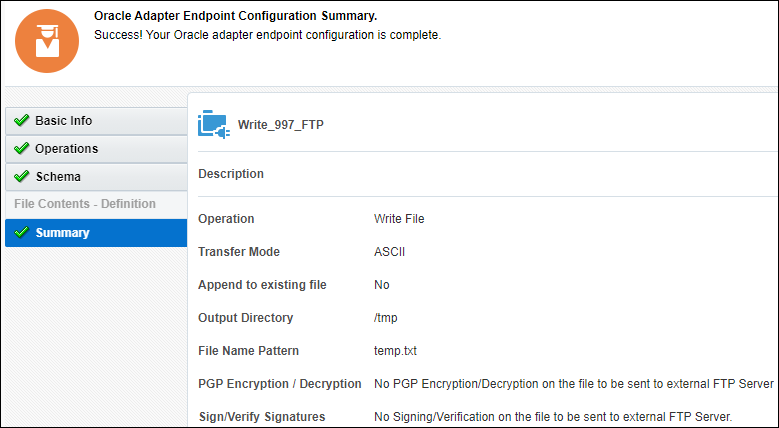 Oracle Adapter Endpoint Configuration Summary.
Success! Your Oracle adapter endpoint configuration is complete.
Basic Info
Operations
Schema
File Contents - Definition
Summary
Write_997_FTP
Description
Operation Write File
Transfer Mode ASCII
Append to existing file No
Output Directory /tmp
File Name Pattern temp.txt
PGP Encryption / Decryption No PGP Encryption/Decryption on the file to be sent to external FTP Server
Sign/Verify Signatures No Signing/Verification on the file to be sent to external FTP Server.